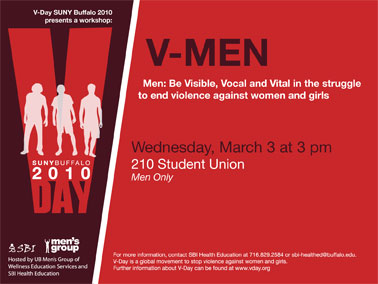 V-Day SUNY Buffalo 2010
presents a workshop:
V
SUNYBUFFALO
2010
DAY
SBI men's
group
Hosted by UB Men's Group of
Wellness Education Services and
SBI Health Education
V-MEN
Men: Be Visible, Vocal and Vital in the struggle
to end violence against women and girls
Wednesday, March 3 at 3 pm
210 Student Union
Men Only
For more information, contact SBI Health Education at 716.829.2584 or sbi-healthed@buffalo.edu.
V-Day is a global movement to stop violence against women and girls.
Further information about V-Day can be found at www.vday.org